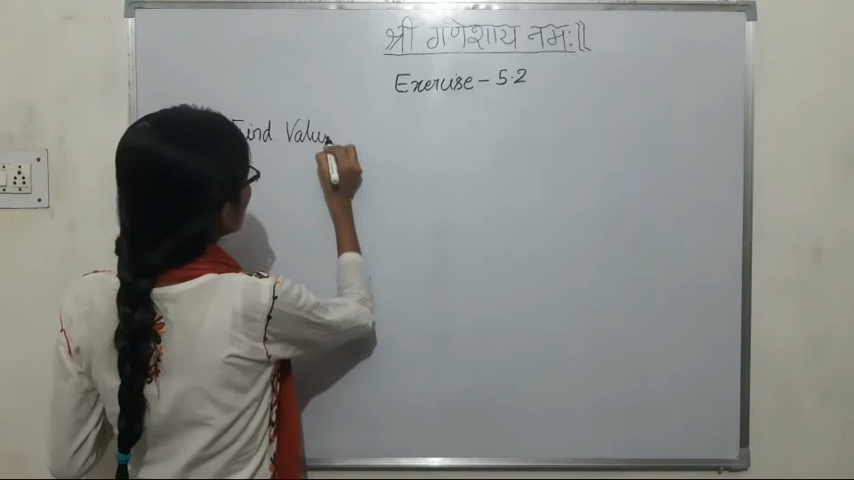 श्री गणेशाय नमः॥
Exercise - 5.2
Find Valu